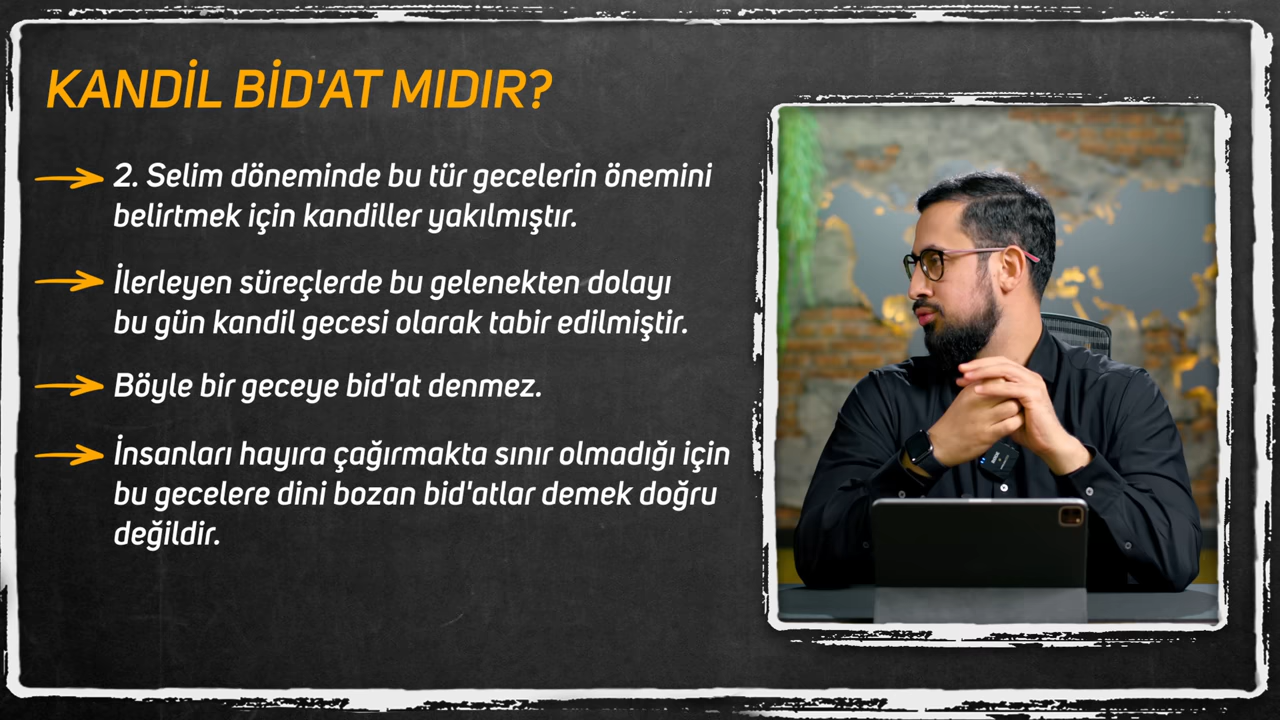 KANDİL BİD'AT MIDIR?
2. Selim döneminde bu tür gecelerin önemini
belirtmek için kandiller yakılmıştır.
İlerleyen süreçlerde bu gelenekten dolayı
bu gün kandil gecesi olarak tabir edilmiştir.
Böyle bir geceye bid'at denmez.
İnsanları hayıra çağırmakta sınır olmadığı için
bu gecelere dini bozan bid'atlar demek doğru
değildir.